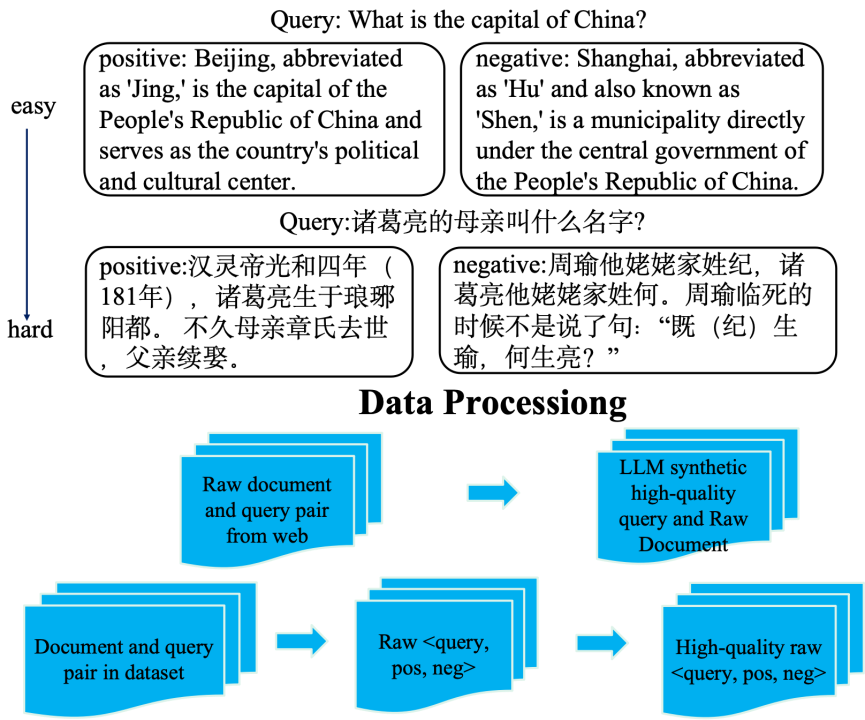 Query: What is the capital of China?
positive: Beijing, abbreviated
as 'Jing,' is the capital of the
People's Republic of China and
serves as the country's political
and cultural center.
negative: Shanghai, abbreviated
as 'Hu' and also known as
'Shen,' is a municipality directly
under the central government of
the People's Republic of China.
easy
hard
Query:诸葛亮的母亲叫什么名字?
positive:汉灵帝光和四年（
181年），诸葛亮生于琅琊
阳都。 不久母亲章氏去世
，父亲续娶。
negative:周瑜他姥姥家姓纪，诸
葛亮他姥姥家姓何。周瑜临死的
时候不是说了句：“既（纪）生
瑜，何生亮？”
Data Processiong
Raw document
and query pair
from web
LLM synthetic
high-quality
query and Raw
Document
Document and query
pair in dataset
Raw <query,
pos, neg>
High-quality raw
<query, pos, neg>